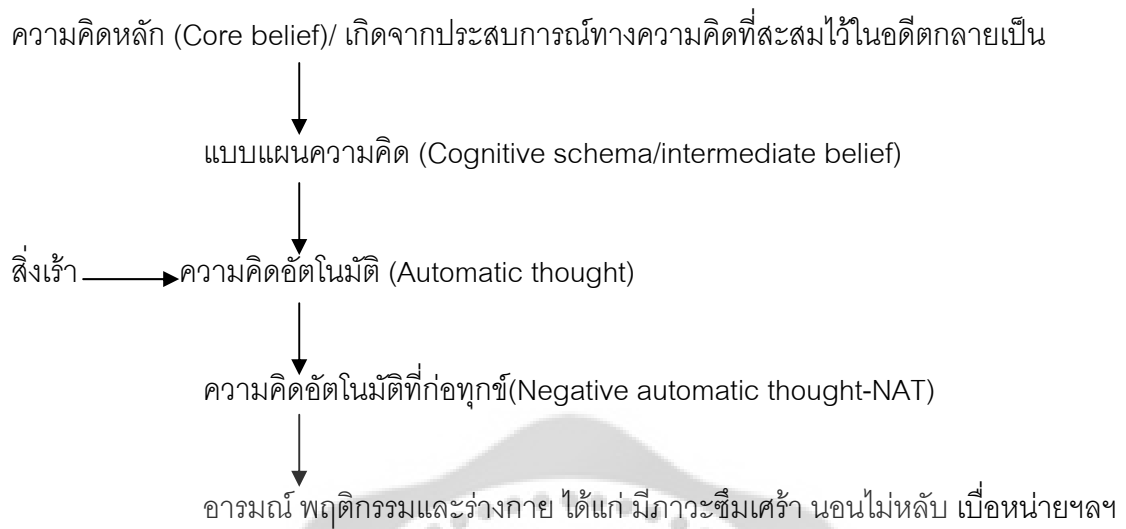 ความคิดหลัก (Core belief)/ เกิดจากประสบการณ์ทางความคิดที่สะสมไว้ในอดีตกลายเป็น
แบบแผนความคิด (Cognitive schema/intermediate belief)
สิ่งเร้า ความคิดอัตโนมัติ (Automatic thought)
ความคิดอัตโนมัติที่ก่อทุกข์(Negative automatic thought-NAT)
อารมณ์ พฤติกรรมและร่างกาย ได้แก่ มีภาวะซึมเศร้า นอนไม่หลับ เบื่อหน่ายฯลฯ